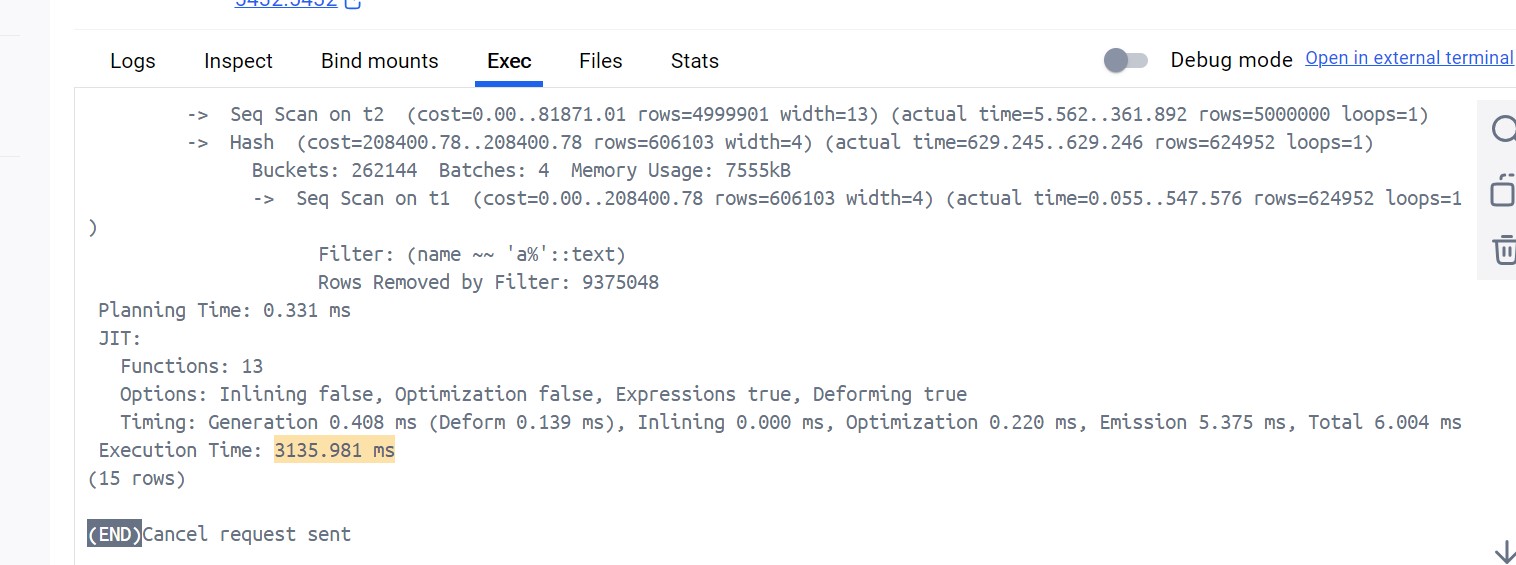 5432:5432
Logs Inspect Bind mounts Exec Files Stats Debug mode Open in external terminal
-> Seq Scan on t2 (cost=0.00..81871.01 rows=4999901 width=13) (actual time=5.562..361.892 rows=5000000 loops=1)
-> Hash (cost=208400.78..208400.78 rows=606103 width=4) (actual time=629.245..629.246 rows=624952 loops=1)
Buckets: 262144 Batches: 4 Memory Usage: 7555kB
-> Seq Scan on t1 (cost=0.00..208400.78 rows=606103 width=4) (actual time=0.055..547.576 rows=624952 loops=1
)
Filter: (name ~~ 'a%'::text)
Rows Removed by Filter: 9375048
Planning Time: 0.331 ms
JIT:
Functions: 13
Options: Inlining false, Optimization false, Expressions true, Deforming true
Timing: Generation 0.408 ms (Deform 0.139 ms), Inlining 0.000 ms, Optimization 0.220 ms, Emission 5.375 ms, Total 6.004 ms
Execution Time: 3135.981 ms
(15 rows)
(END)Cancel request sent